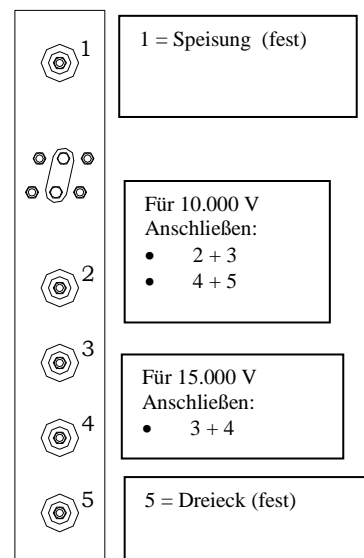 1
1 = Speisung (fest)
Für 10.000 V
Anschließen:
• 2 + 3
• 4 + 5
2
3
Für 15.000 V
Anschließen:
• 3 + 4
4
5
5 = Dreieck (fest)